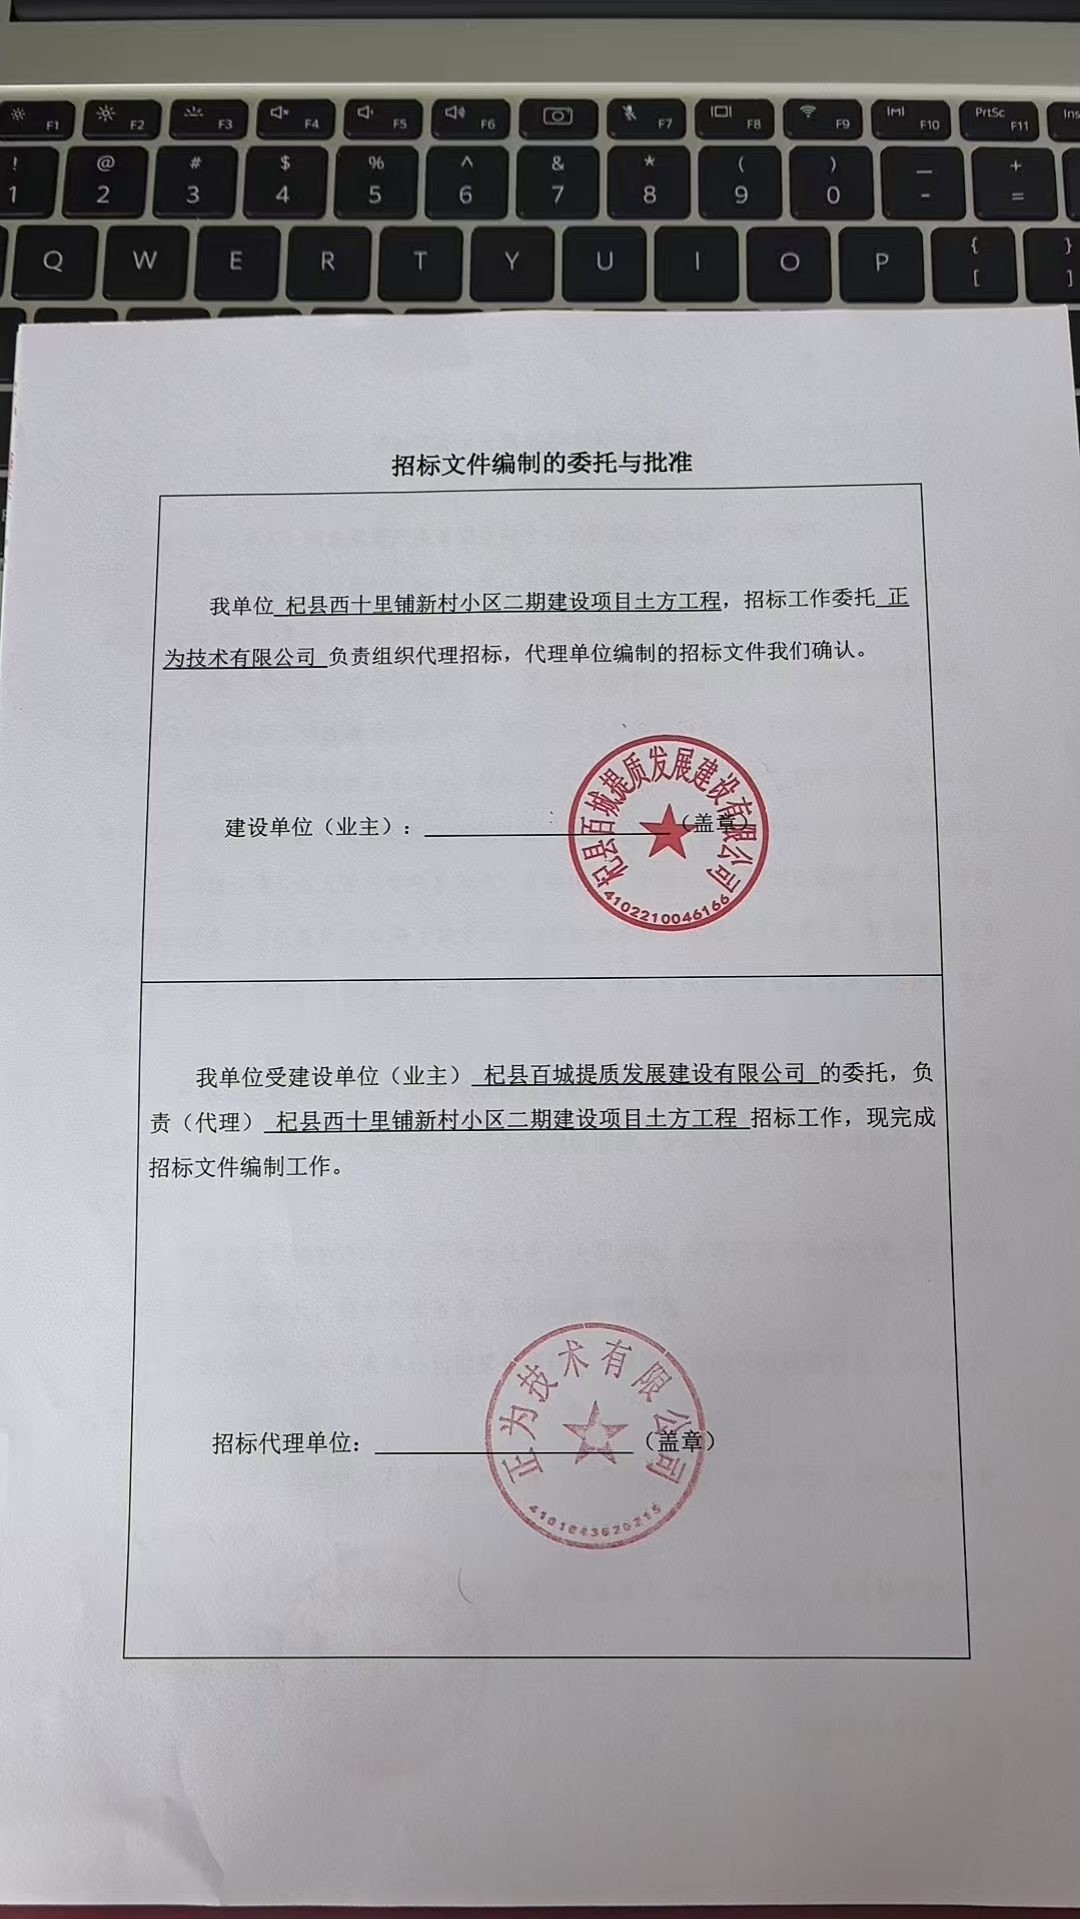 F1 F2 F3 F4 F5 F6 F7 F8 F9 F10 PrtSc F11 Ins
! @ # $ % ^ & * ( ) — +
1 2 3 4 5 6 7 8 9 0 - =
Q W E R T Y U I O P { [ } ]
招标文件编制的委托与批准
我单位 杞县西十里铺新村小区二期建设项目土方工程，招标工作委托 正
为技术有限公司 负责组织代理招标，代理单位编制的招标文件我们确认。
杞县百城提质发展建设有限公司
建设单位（业主）：（盖章）
4102210046166
我单位受建设单位（业主） 杞县百城提质发展建设有限公司 的委托，负
责（代理） 杞县西十里铺新村小区二期建设项目土方工程 招标工作，现完成
招标文件编制工作。
正为技术有限公司
招标代理单位：（盖章）